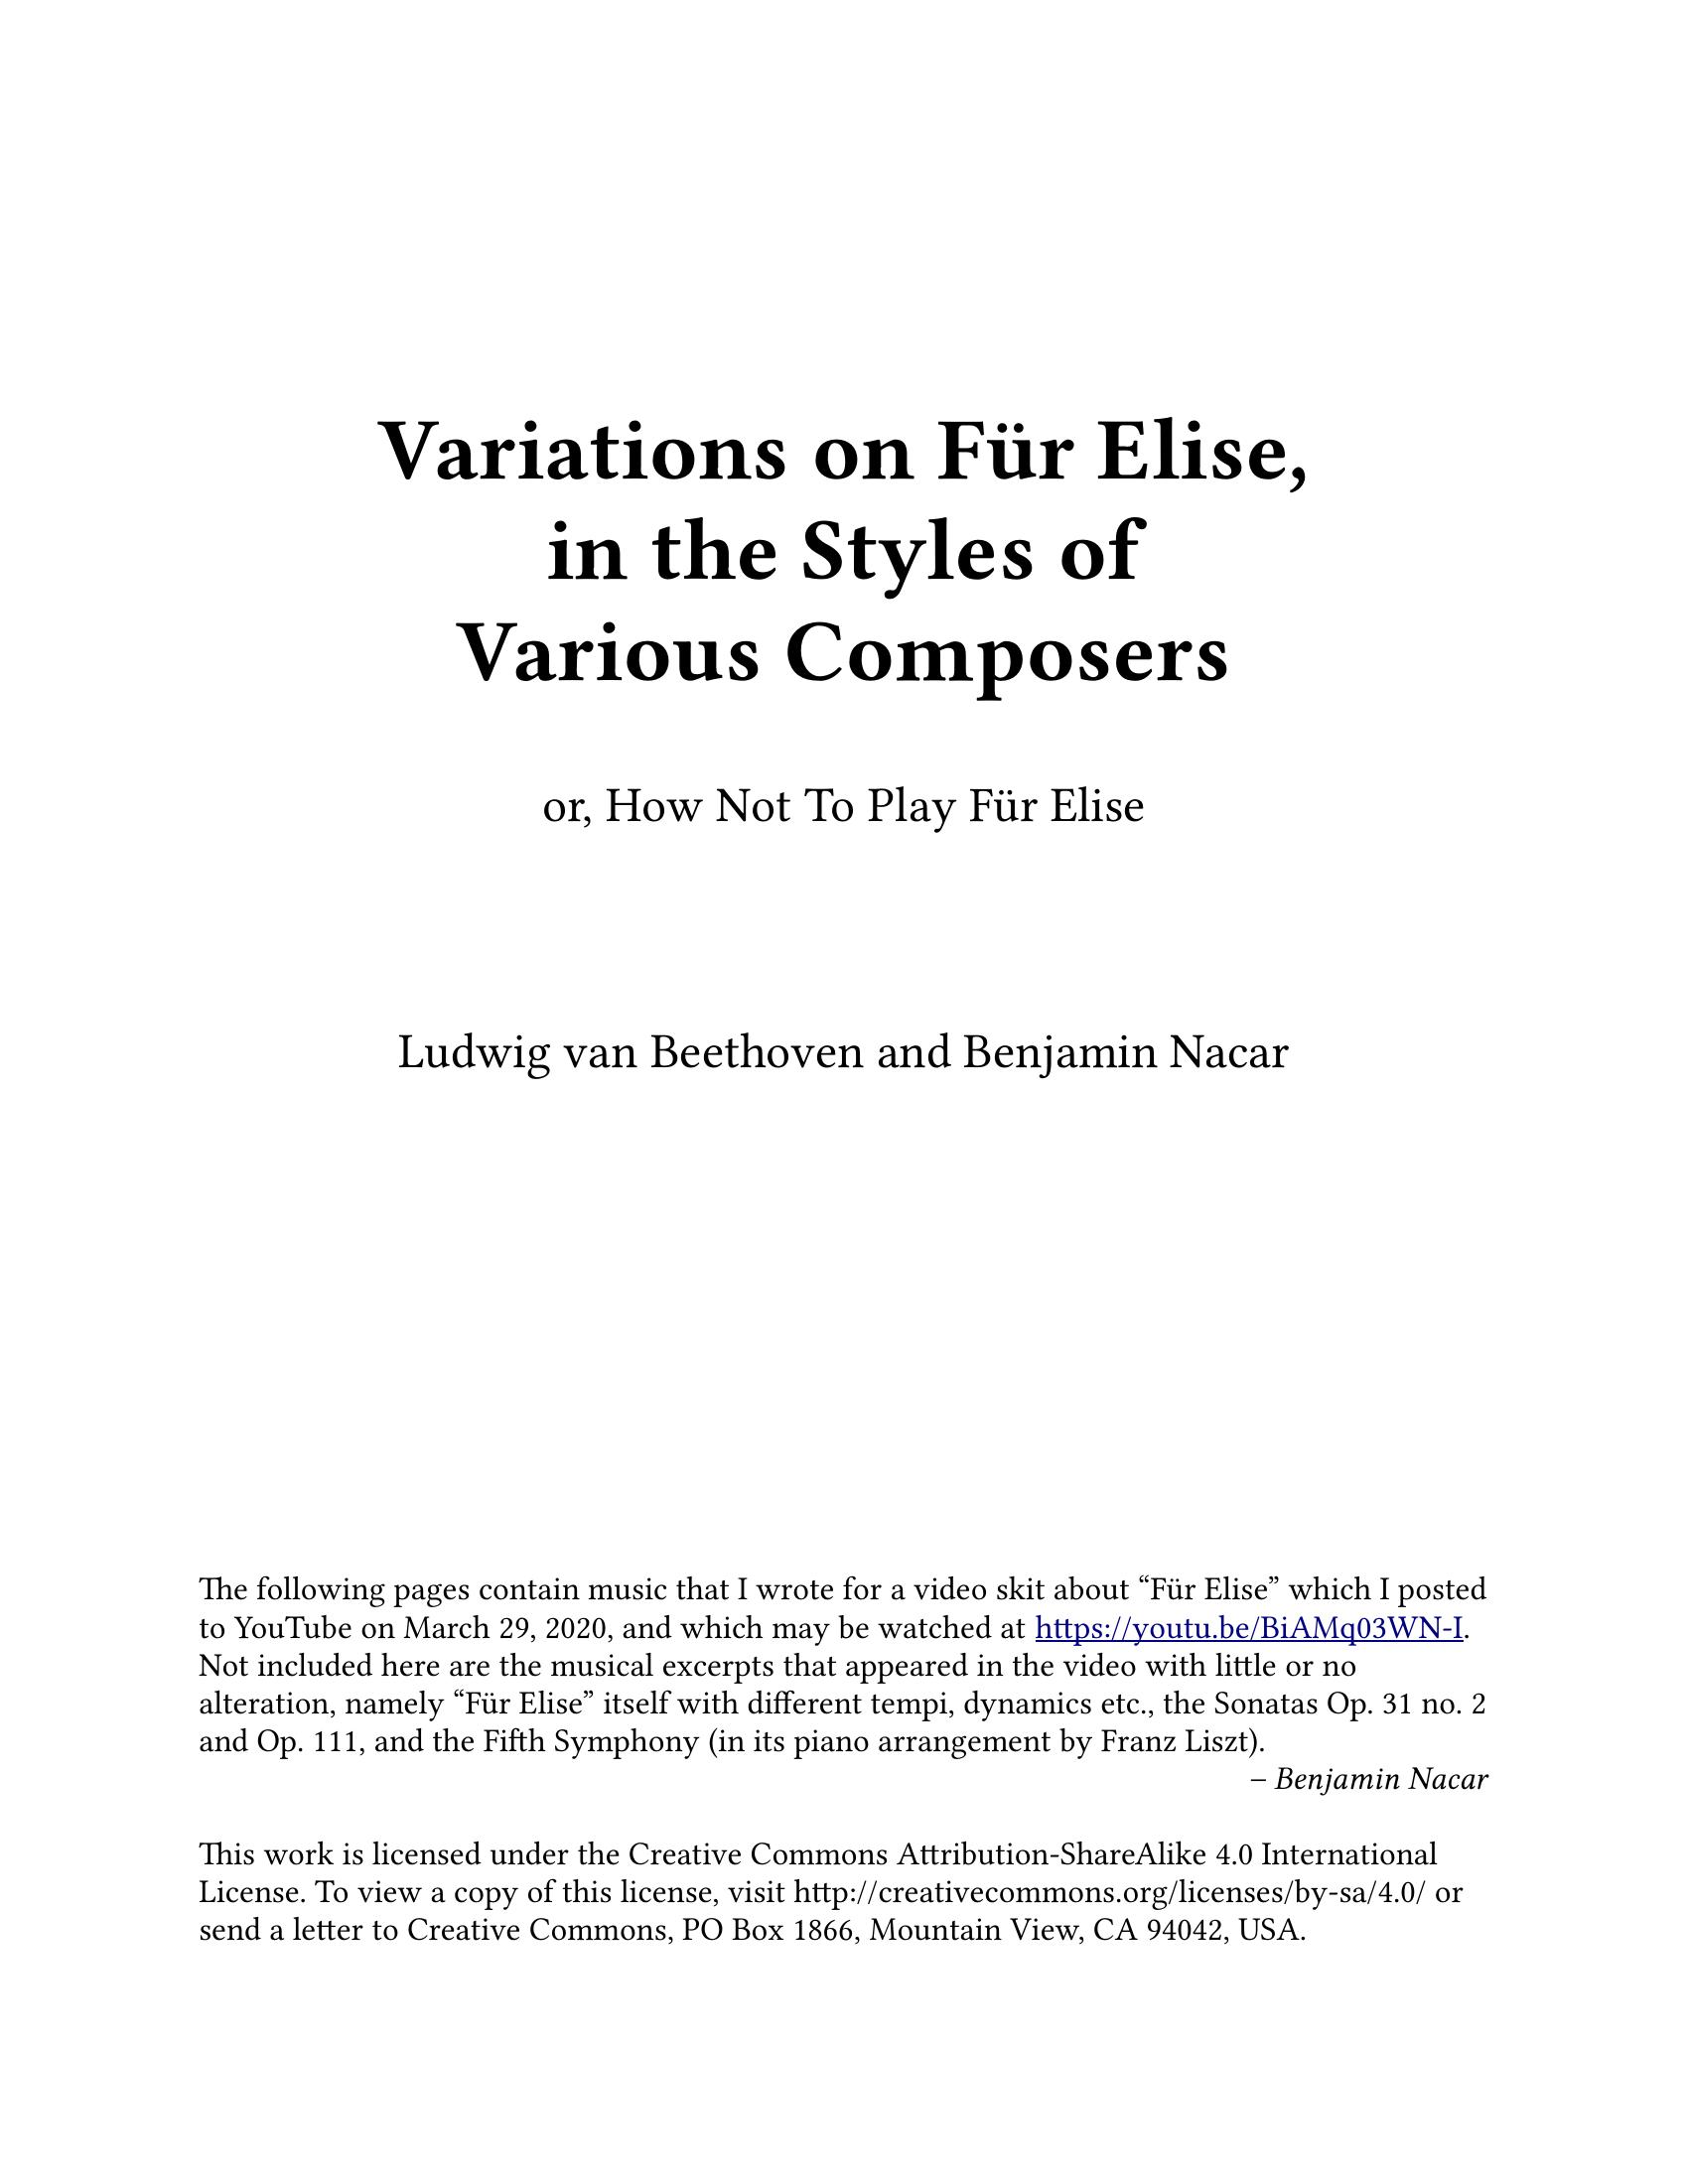 Variations on Für Elise,
in the Styles of
Various Composers
or, How Not To Play Für Elise
Ludwig van Beethoven and Benjamin Nacar
The following pages contain music that I wrote for a video skit about “Für Elise” which I posted
to YouTube on March 29, 2020, and which may be watched at https://youtu.be/BiAMq03WN-I.
Not included here are the musical excerpts that appeared in the video with little or no
alteration, namely “Für Elise” itself with different tempi, dynamics etc., the Sonatas Op. 31 no. 2
and Op. 111, and the Fifth Symphony (in its piano arrangement by Franz Liszt).
– Benjamin Nacar
This work is licensed under the Creative Commons Attribution-ShareAlike 4.0 International
License. To view a copy of this license, visit http://creativecommons.org/licenses/by-sa/4.0/ or
send a letter to Creative Commons, PO Box 1866, Mountain View, CA 94042, USA.